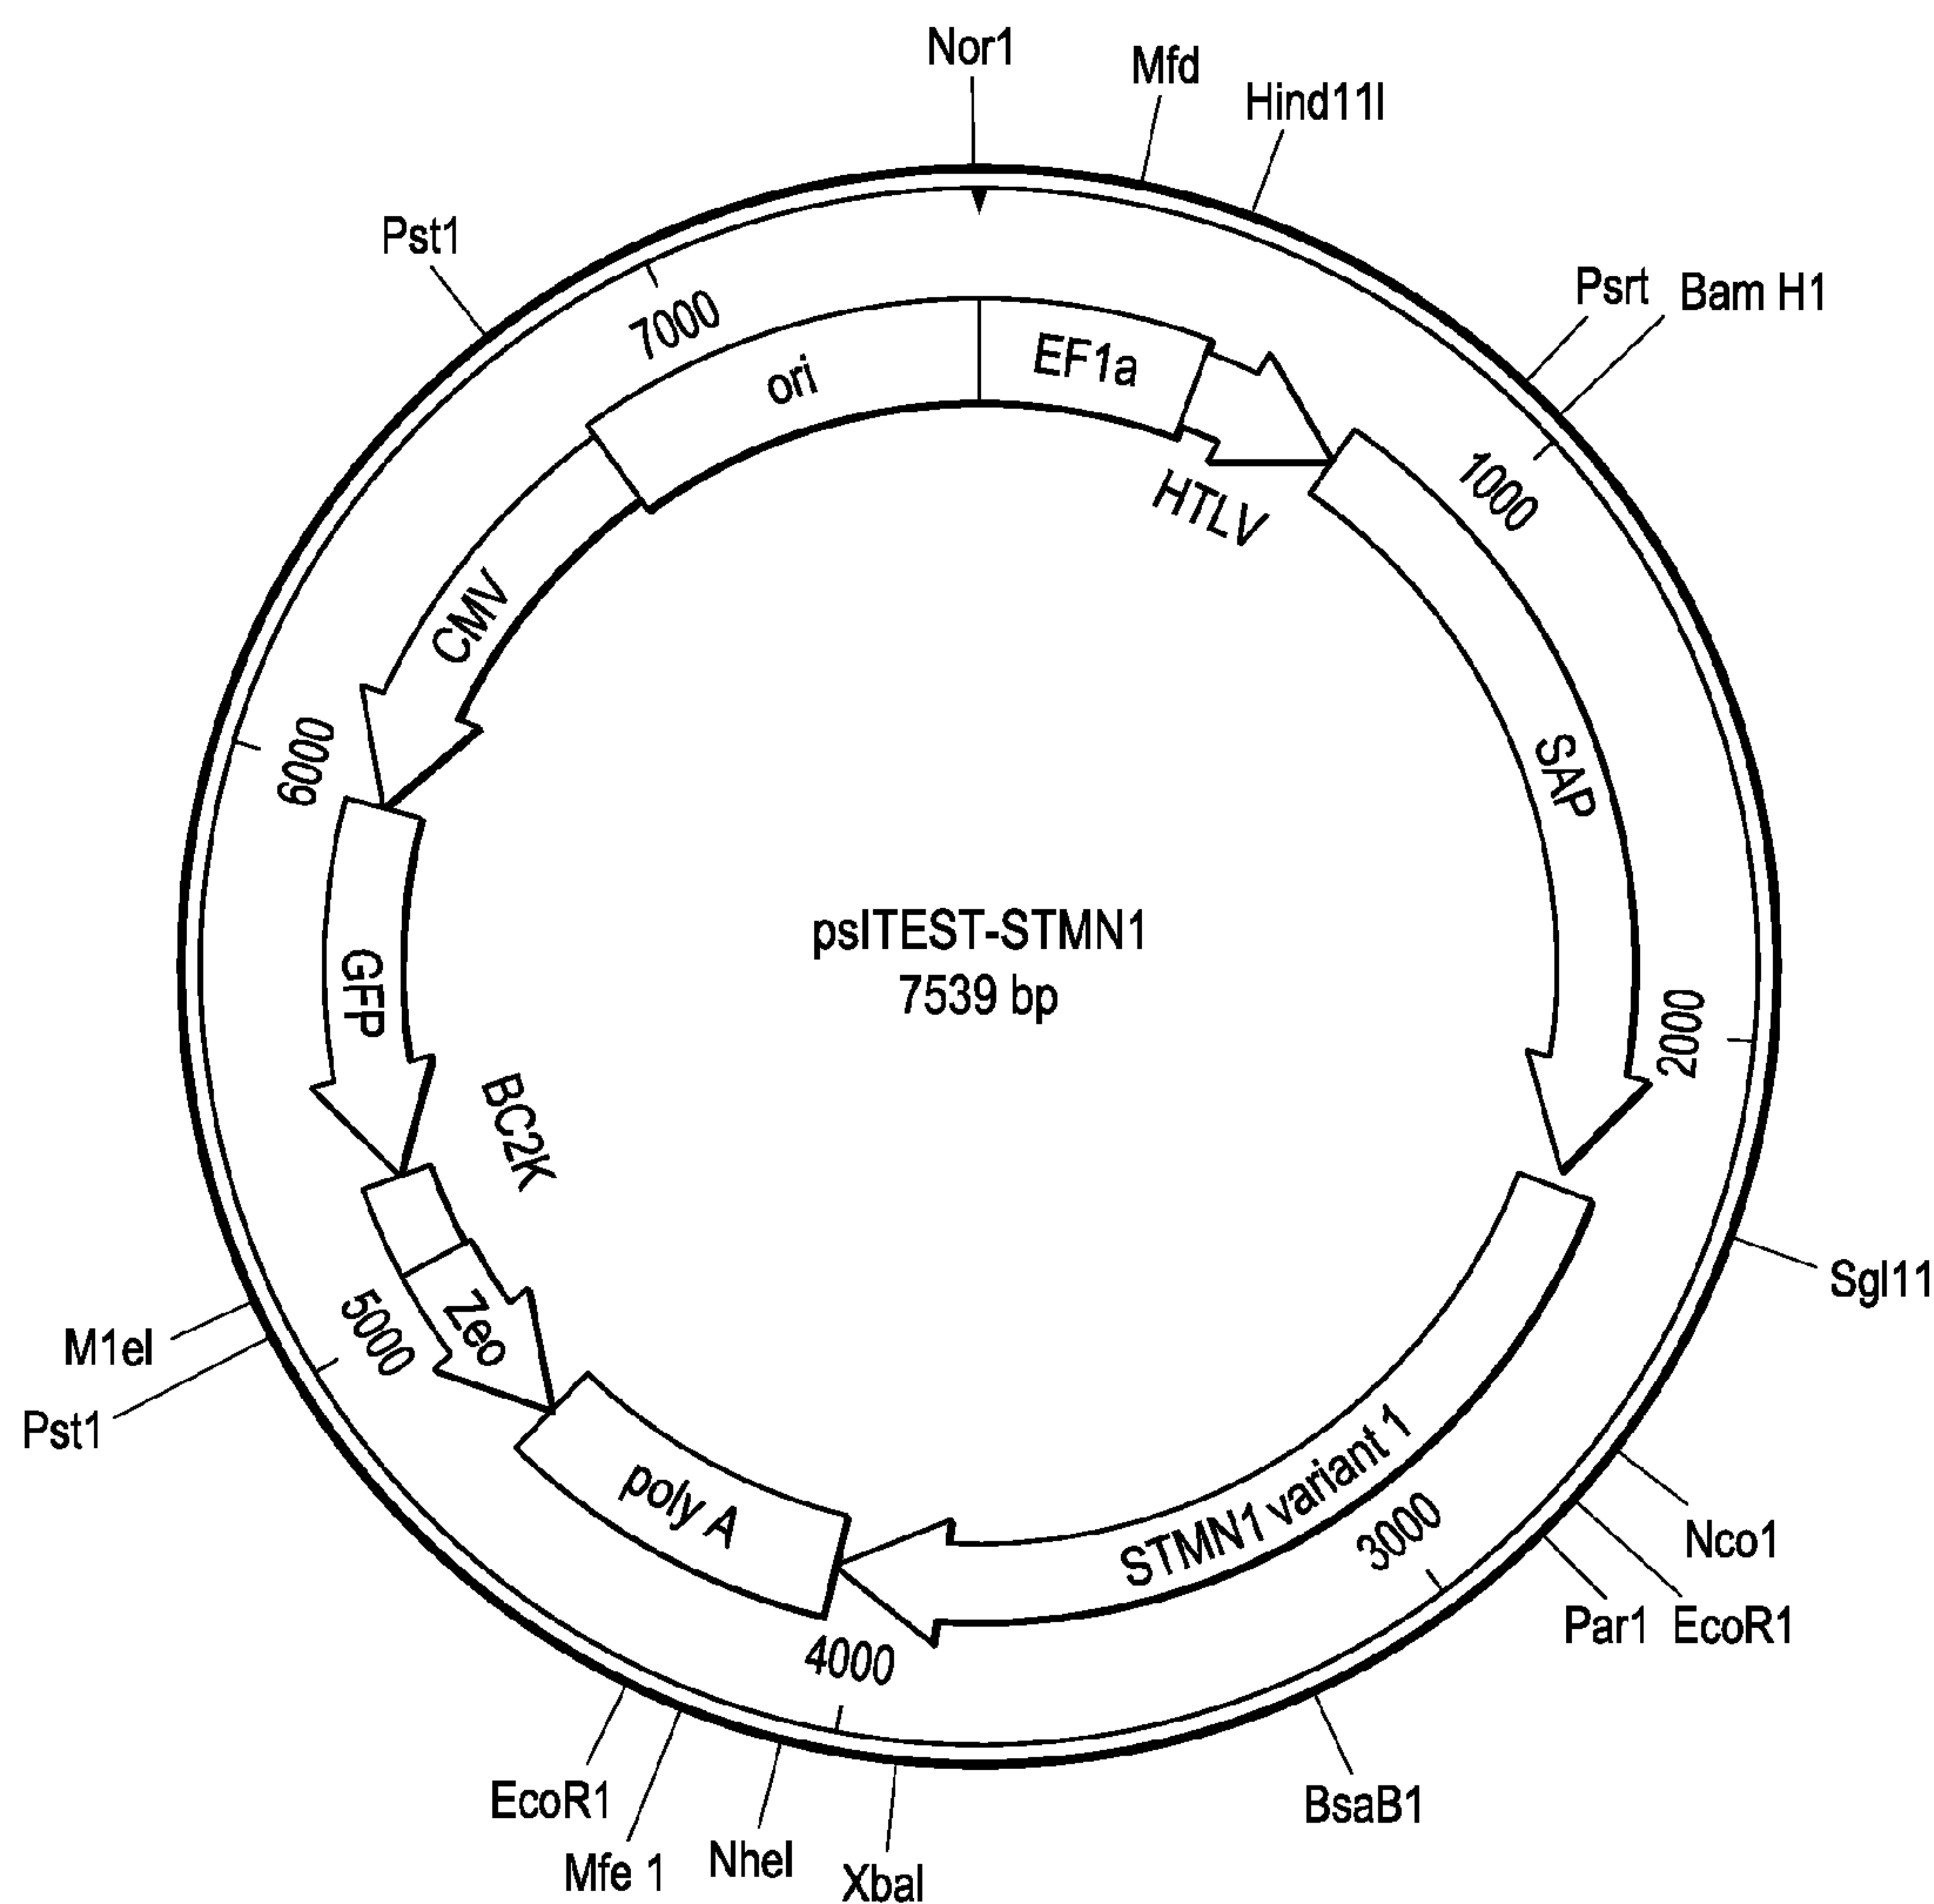 Nor1
Mfd
Hind11l
Pst1
Psrt
Bam H1
7000
ori
EF1a
HTLV
1000
CMV
SAP
6000
psITEST-STMN1
7539 bp
GFP
2000
BC2K
Sgl11
Zeo
5000
M1el
Pst1
poly A
STMN1 variant 1
3000
Nco1
Par1
EcoR1
4000
BsaB1
EcoR1
Mfe 1
NheI
XbaI